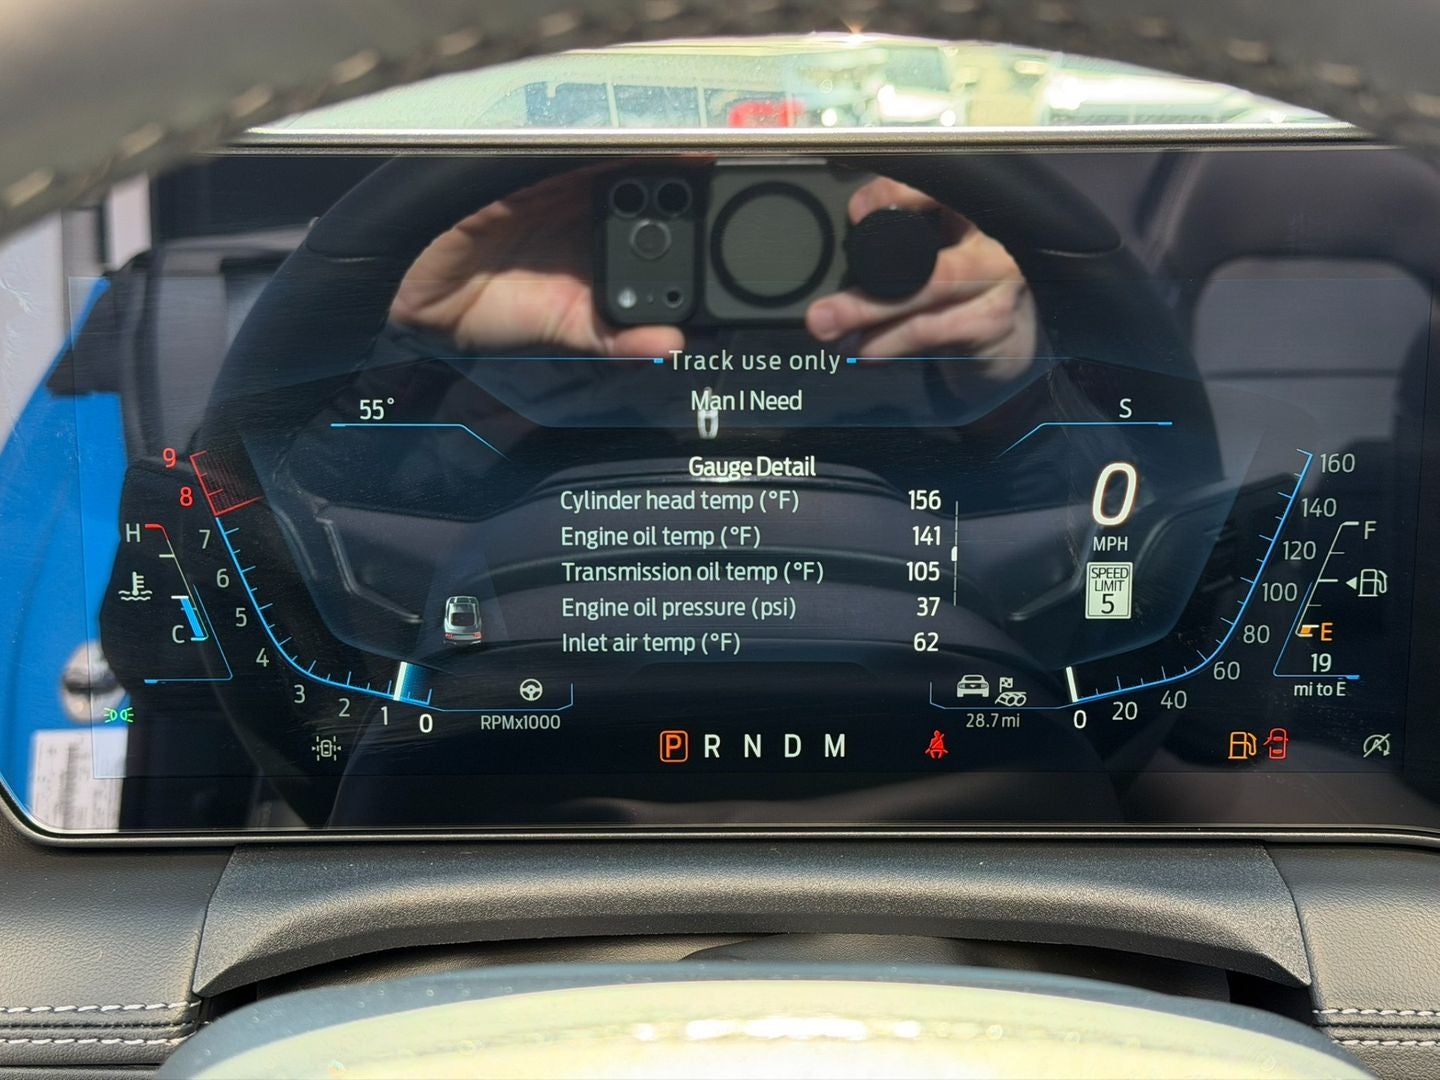 Track use only
Man I Need
55°
S
Gauge Detail
Cylinder head temp (°F) 156
Engine oil temp (°F) 141
Transmission oil temp (°F) 105
Engine oil pressure (psi) 37
Inlet air temp (°F) 62
9
8
7
6
5
4
3
2
1
0
RPMx1000
H
C
0
MPH
SPEED
LIMIT
5
160
140
120
100
80
60
40
20
0
F
E
19
mi to E
28.7 mi
P R N D M